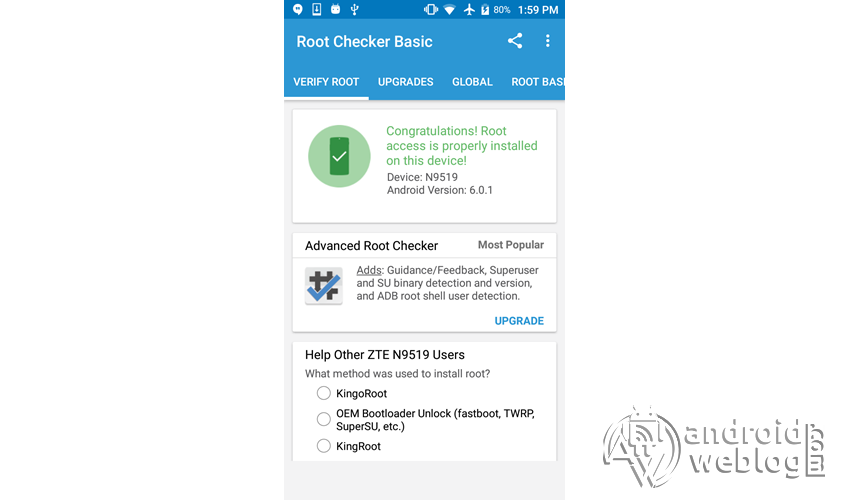 80% 1:59 PM
Root Checker Basic
VERIFY ROOT UPGRADES GLOBAL ROOT BASI
Congratulations! Root
access is properly installed
on this device!
Device: N9519
Android Version: 6.0.1
Advanced Root Checker Most Popular
Adds: Guidance/Feedback, Superuser
and SU binary detection and version,
and ADB root shell user detection.
UPGRADE
Help Other ZTE N9519 Users
What method was used to install root?
KingoRoot
OEM Bootloader Unlock (fastboot, TWRP,
SuperSU, etc.)
KingRoot
android
weblog